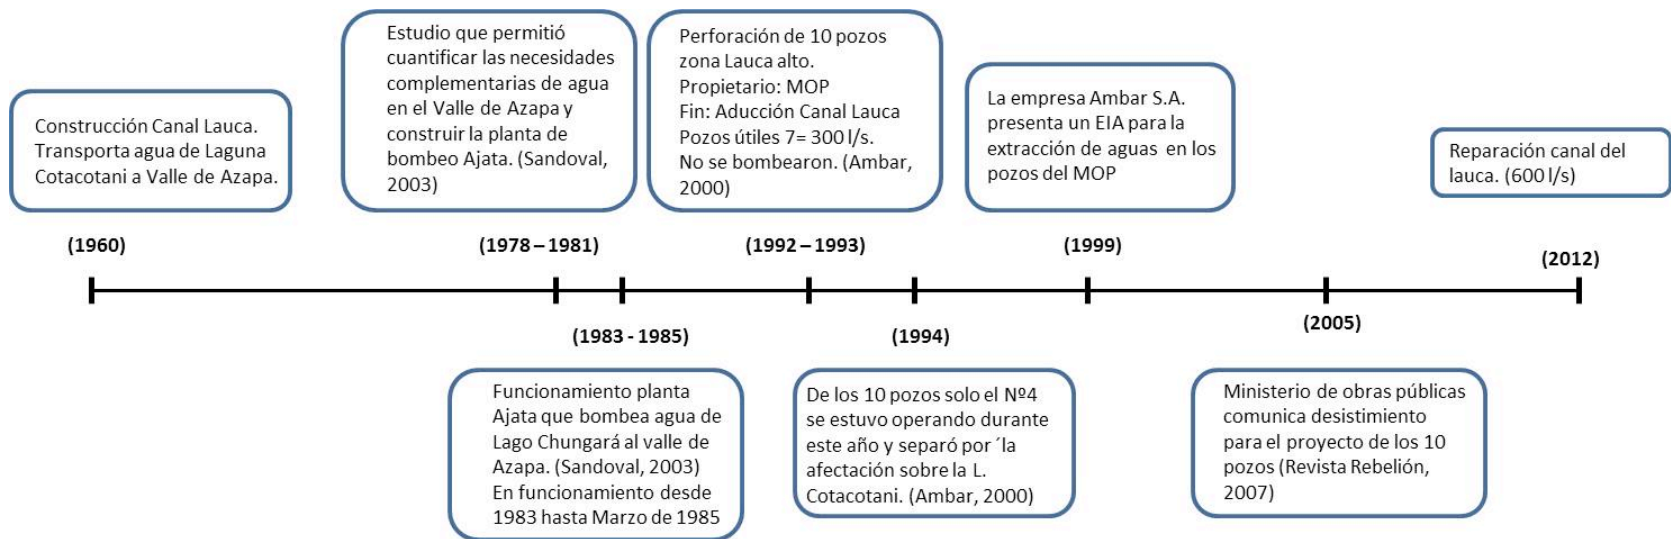 Construcción Canal Lauca.
Transporta agua de Laguna
Cotacotani a Valle de Azapa.
(1960)
Estudio que permitió
cuantificar las necesidades
complementarias de agua
en el Valle de Azapa y
construir la planta de
bombeo Ajata. (Sandoval,
2003)
(1978 – 1981)
Funcionamiento planta
Ajata que bombea agua de
Lago Chungará al valle de
Azapa. (Sandoval, 2003)
En funcionamiento desde
1983 hasta Marzo de 1985
(1983 - 1985)
Perforación de 10 pozos
zona Lauca alto.
Propietario: MOP
Fin: Aducción Canal Lauca
Pozos útiles 7= 300 l/s.
No se bombearon. (Ambar,
2000)
(1992 – 1993)
(1994)
De los 10 pozos solo el Nº4
se estuvo operando durante
este año y separó por ´la
afectación sobre la L.
Cotacotani. (Ambar, 2000)
La empresa Ambar S.A.
presenta un EIA para la
extracción de aguas en los
pozos del MOP
(1999)
(2005)
Ministerio de obras públicas
comunica desistimiento
para el proyecto de los 10
pozos (Revista Rebelión,
2007)
Reparación canal del
lauca. (600 l/s)
(2012)